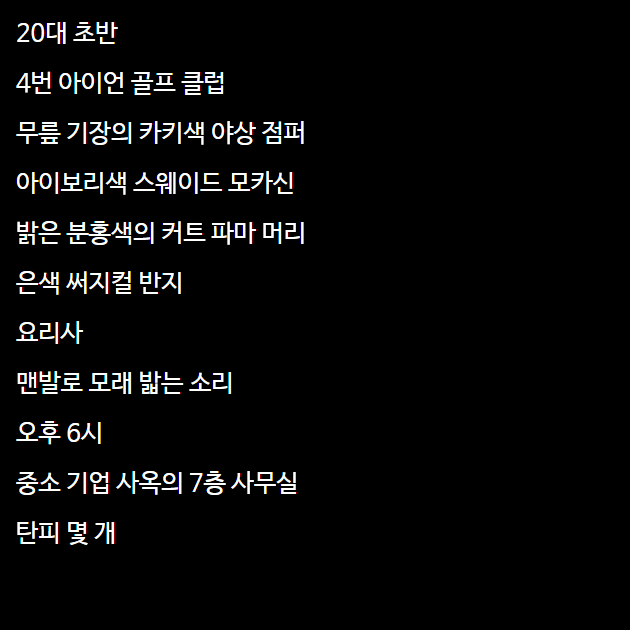 20대 초반
4번 아이언 골프 클럽
무릎 기장의 카키색 야상 점퍼
아이보리색 스웨이드 모카신
밝은 분홍색의 커트 파마 머리
은색 써지컬 반지
요리사
맨발로 모래 밟는 소리
오후 6시
중소 기업 사옥의 7층 사무실
탄피 몇 개